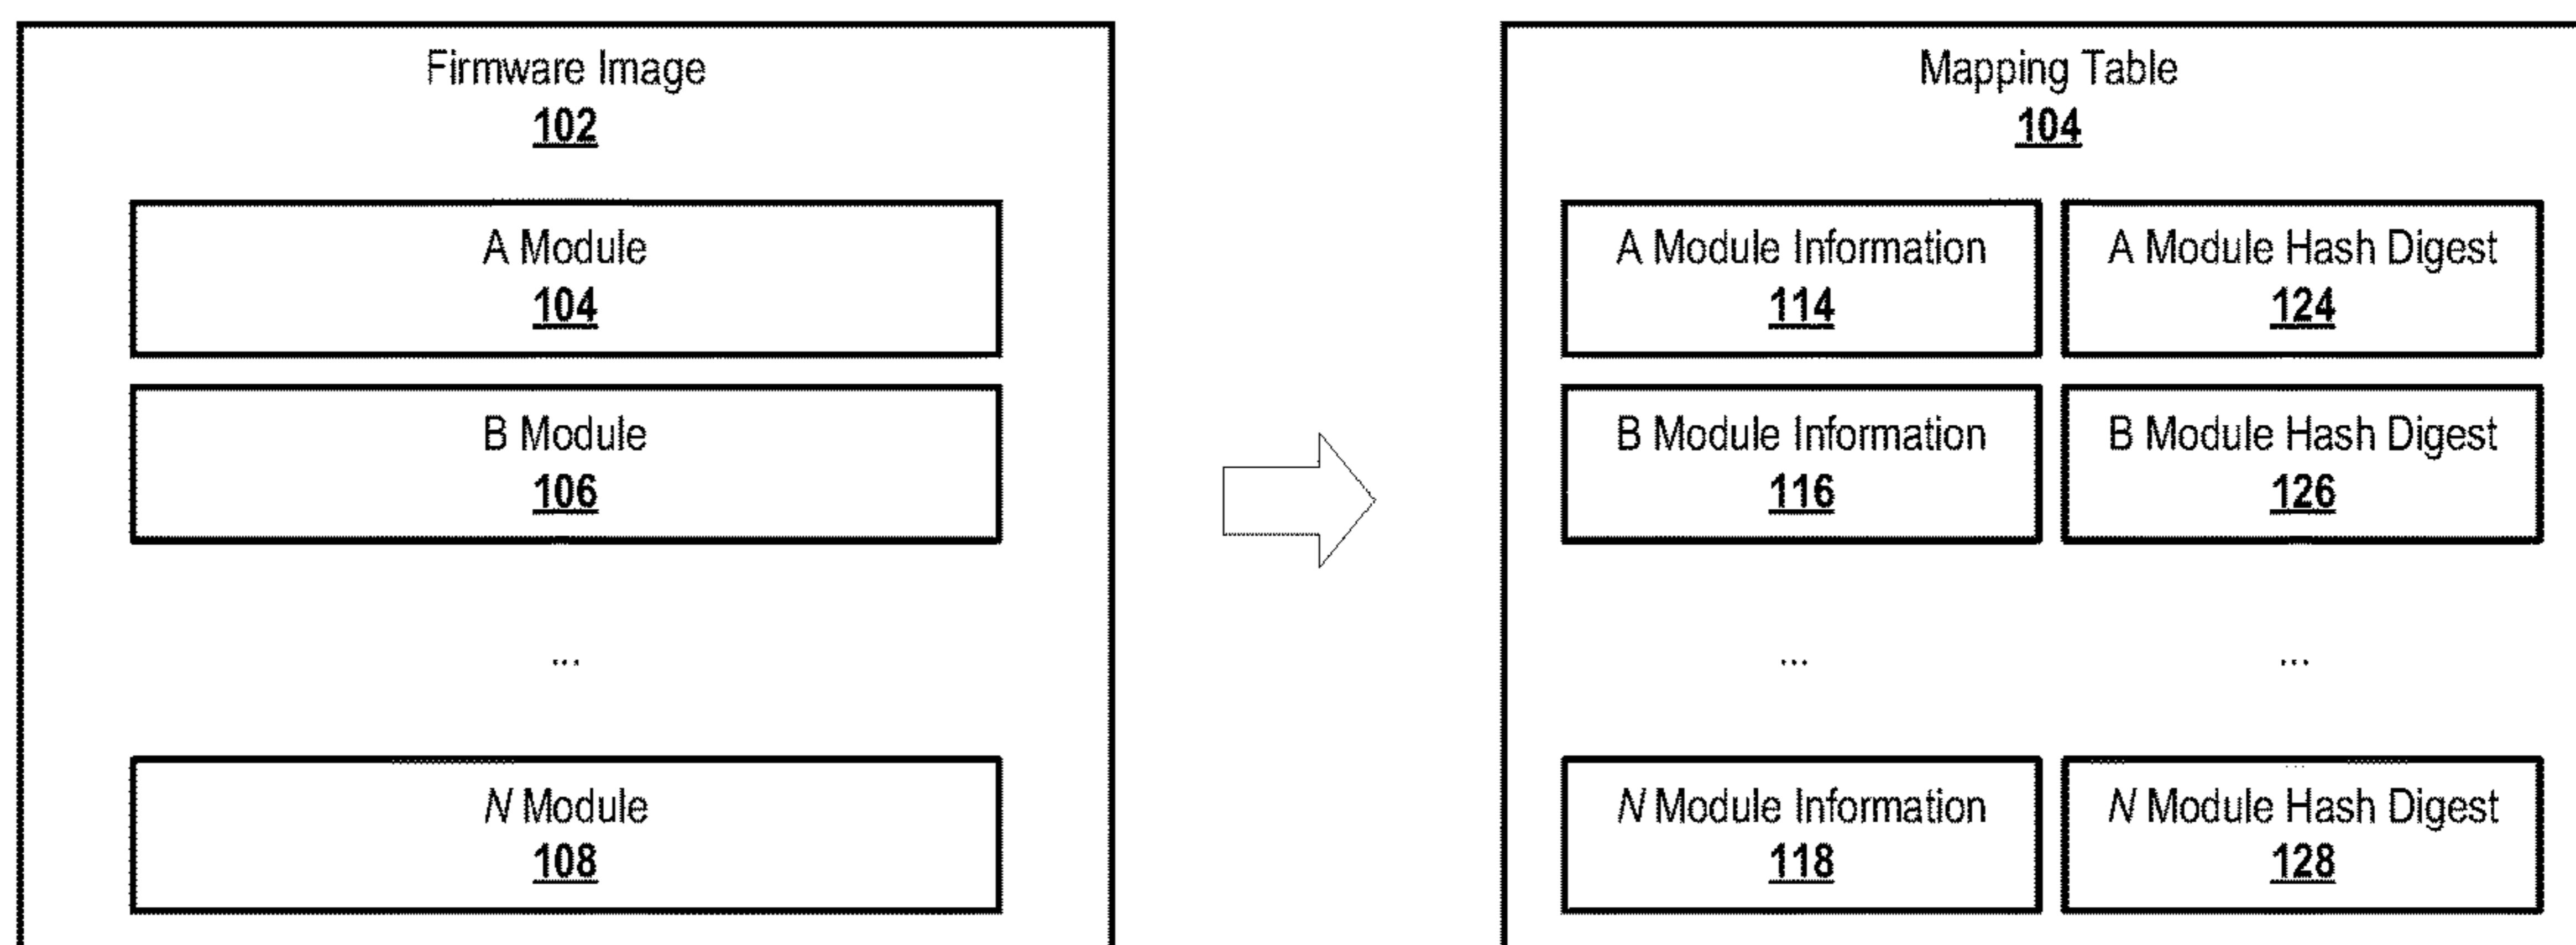 Firmware Image
102
A Module
104
B Module
106
...
N Module
108
Mapping Table
104
A Module Information
114
A Module Hash Digest
124
B Module Information
116
B Module Hash Digest
126
...
...
N Module Information
118
N Module Hash Digest
128